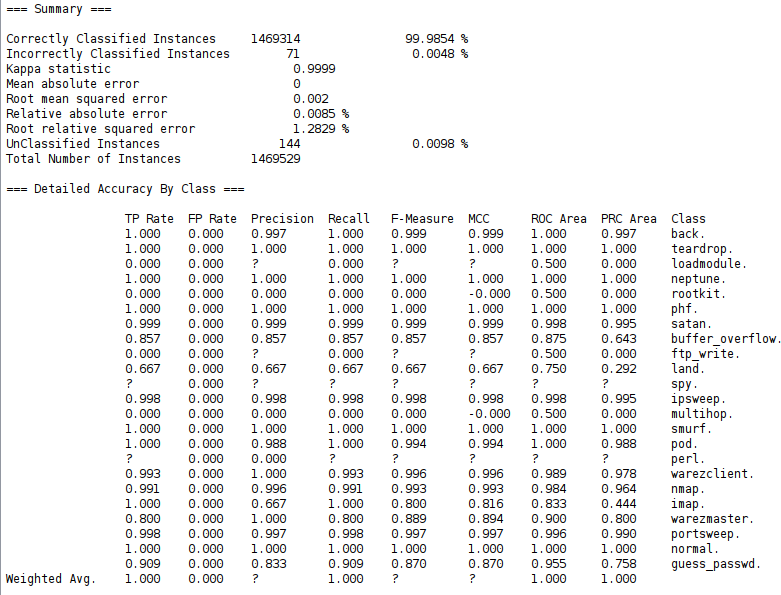 === Summary ===
Correctly Classified Instances 1469314 99.9854 %
Incorrectly Classified Instances 71 0.0048 %
Kappa statistic 0.9999
Mean absolute error 0
Root mean squared error 0.002
Relative absolute error 0.0085 %
Root relative squared error 1.2829 %
UnClassified Instances 144 0.0098 %
Total Number of Instances 1469529
=== Detailed Accuracy By Class ===
TP Rate FP Rate Precision Recall F-Measure MCC ROC Area PRC Area Class
1.000 0.000 0.997 1.000 0.999 0.999 1.000 0.997 back.
1.000 0.000 1.000 1.000 1.000 1.000 1.000 1.000 teardrop.
0.000 0.000 ? 0.000 ? ? 0.500 0.000 loadmodule.
1.000 0.000 1.000 1.000 1.000 1.000 1.000 1.000 neptune.
0.000 0.000 0.000 0.000 0.000 -0.000 0.500 0.000 rootkit.
1.000 0.000 1.000 1.000 1.000 1.000 1.000 1.000 phf.
0.999 0.000 0.999 0.999 0.999 0.999 0.998 0.995 satan.
0.857 0.000 0.857 0.857 0.857 0.857 0.875 0.643 buffer_overflow.
0.000 0.000 ? 0.000 ? ? 0.500 0.000 ftp_write.
0.667 0.000 0.667 0.667 0.667 0.667 0.750 0.292 land.
? 0.000 ? ? ? ? ? ? spy.
0.998 0.000 0.998 0.998 0.998 0.998 0.998 0.995 ipsweep.
0.000 0.000 0.000 0.000 0.000 -0.000 0.500 0.000 multihop.
1.000 0.000 1.000 1.000 1.000 1.000 1.000 1.000 smurf.
1.000 0.000 0.988 1.000 0.994 0.994 1.000 0.988 pod.
? 0.000 0.000 ? ? ? ? ? perl.
0.993 0.000 1.000 0.993 0.996 0.996 0.989 0.978 warezclient.
0.991 0.000 0.996 0.991 0.993 0.993 0.984 0.964 nmap.
1.000 0.000 0.667 1.000 0.800 0.816 0.833 0.444 imap.
0.800 0.000 1.000 0.800 0.889 0.894 0.900 0.800 warezmaster.
0.998 0.000 0.997 0.998 0.997 0.997 0.996 0.990 portsweep.
1.000 0.000 1.000 1.000 1.000 1.000 1.000 1.000 normal.
0.909 0.000 0.833 0.909 0.870 0.870 0.955 0.758 guess_passwd.
Weighted Avg. 1.000 0.000 ? 1.000 ? ? 1.000 1.000